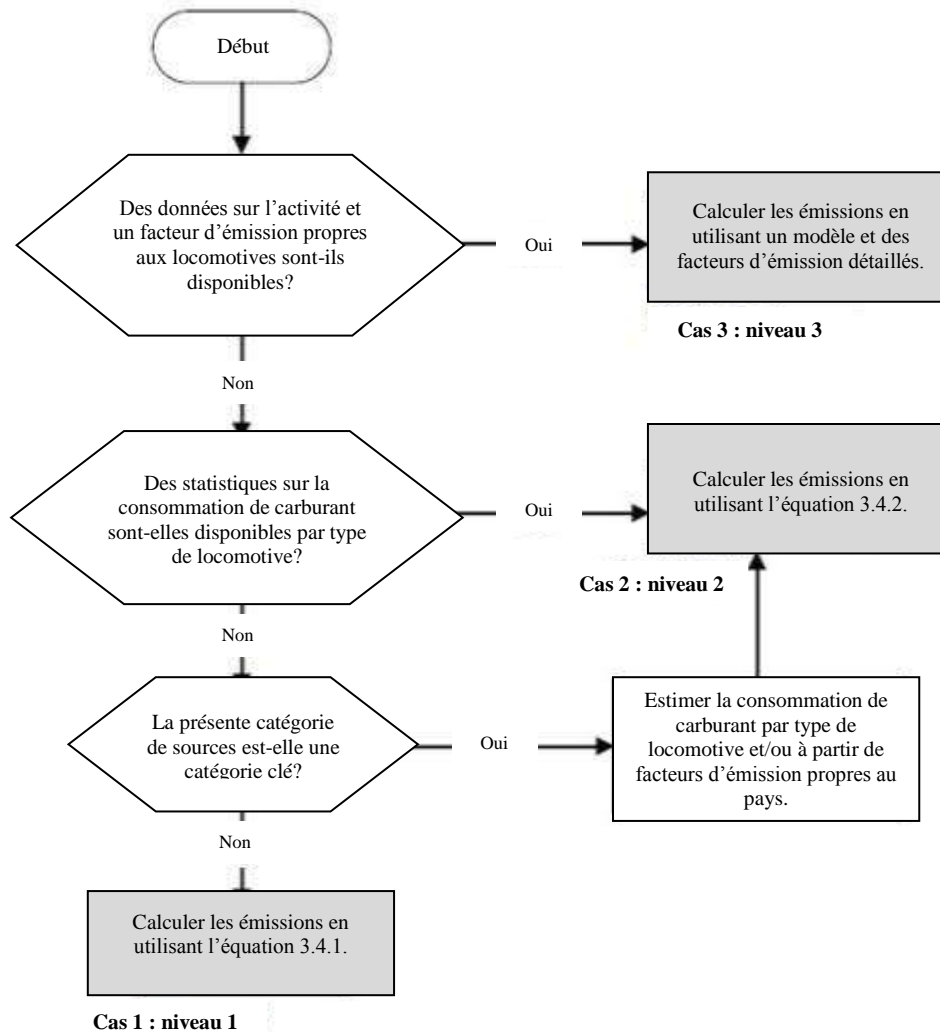 Début
Des données sur l’activité et
un facteur d’émission propres
aux locomotives sont-ils
disponibles?
Oui
Calculer les émissions en
utilisant un modèle et des
facteurs d’émission détaillés.
Cas 3 : niveau 3
Non
Des statistiques sur la
consommation de carburant
sont-elles disponibles par type
de locomotive?
Oui
Calculer les émissions en
utilisant l’équation 3.4.2.
Cas 2 : niveau 2
Non
La présente catégorie
de sources est-elle une
catégorie clé?
Oui
Estimer la consommation de
carburant par type de
locomotive et/ou à partir de
facteurs d’émission propres au
pays.
Non
Calculer les émissions en
utilisant l’équation 3.4.1.
Cas 1 : niveau 1